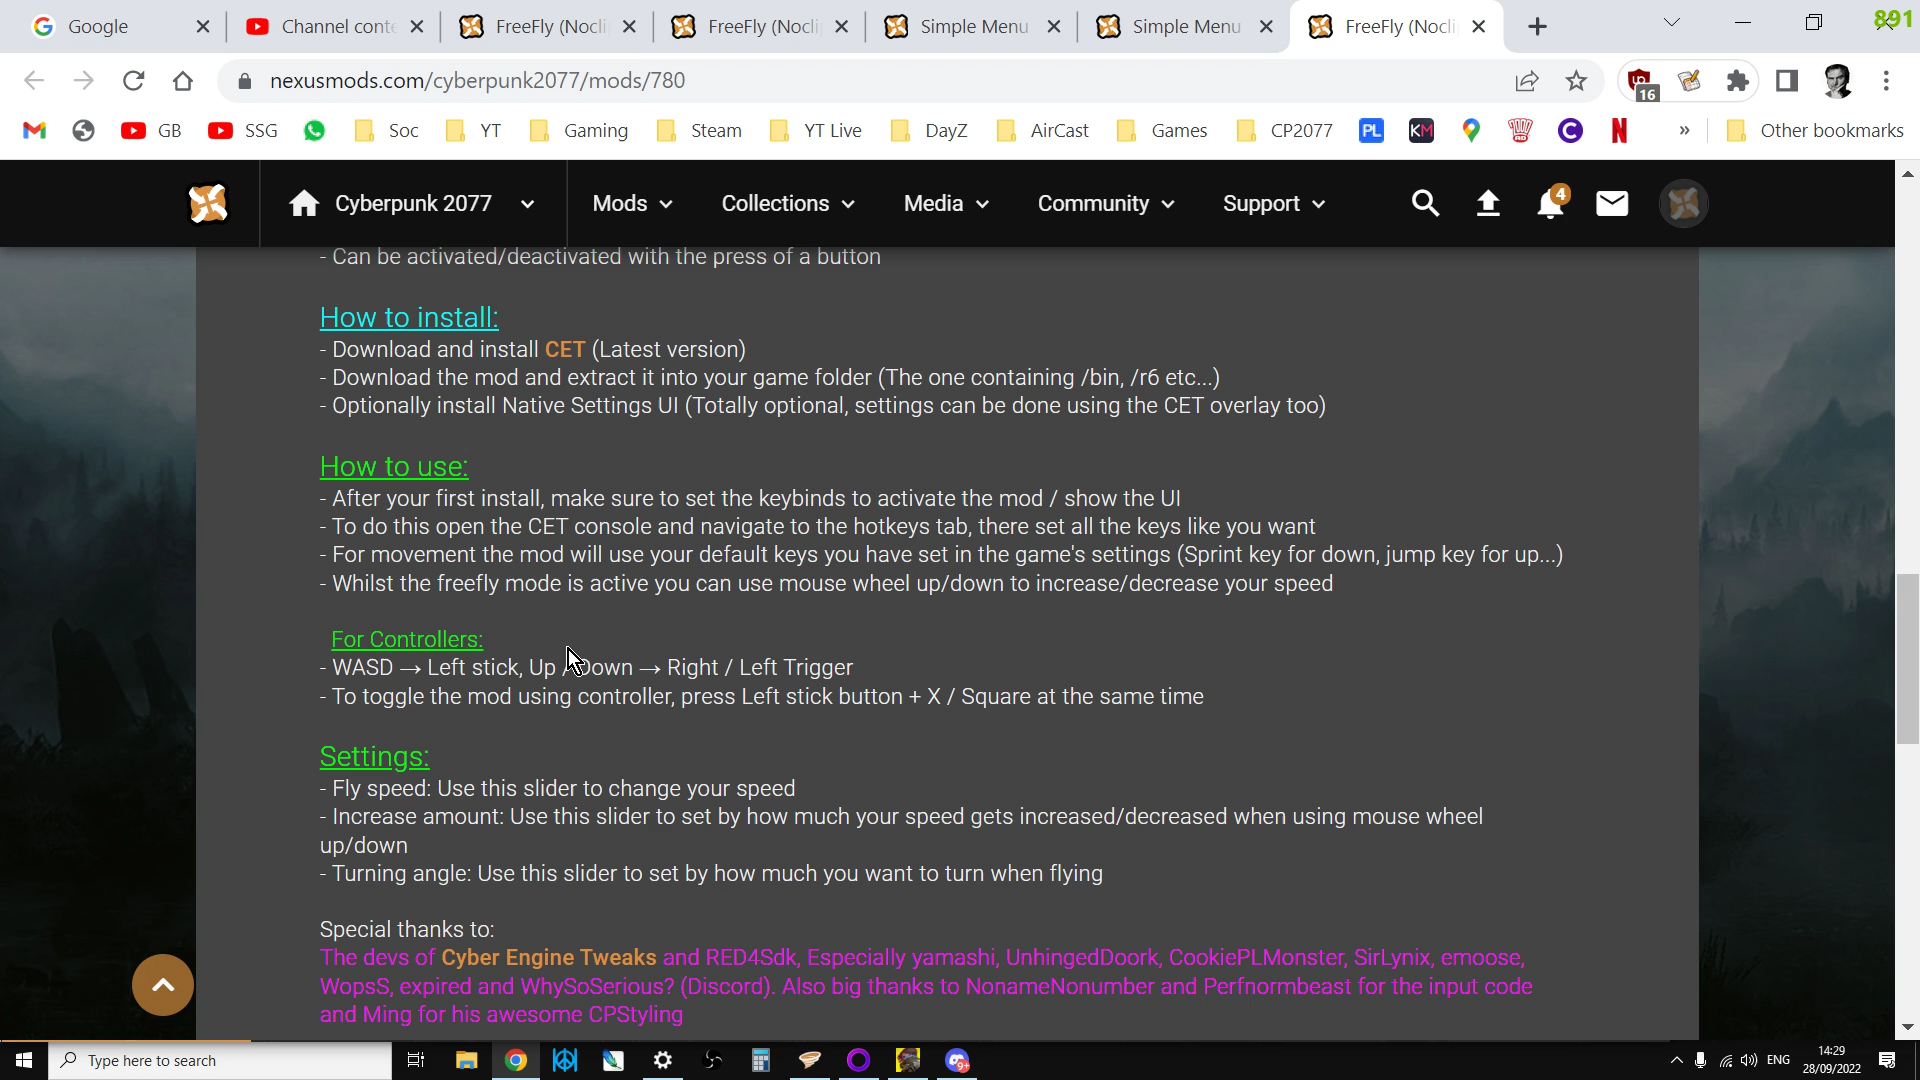 Google
Channel conte
FreeFly (Nocli
FreeFly (Nocli
Simple Menu
Simple Menu
FreeFly (Nocli
891
nexusmods.com/cyberpunk2077/mods/780
16
GB
SSG
Soc
YT
Gaming
Steam
YT Live
DayZ
AirCast
Games
CP2077
PL
KM
»
Other bookmarks
Cyberpunk 2077
Mods
Collections
Media
Community
Support
4
- Can be activated/deactivated with the press of a button
How to install:
- Download and install CET (Latest version)
- Download the mod and extract it into your game folder (The one containing /bin, /r6 etc...)
- Optionally install Native Settings UI (Totally optional, settings can be done using the CET overlay too)
How to use:
- After your first install, make sure to set the keybinds to activate the mod / show the UI
- To do this open the CET console and navigate to the hotkeys tab, there set all the keys like you want
- For movement the mod will use your default keys you have set in the game's settings (Sprint key for down, jump key for up...)
- Whilst the freefly mode is active you can use mouse wheel up/down to increase/decrease your speed
For Controllers:
- WASD → Left stick, Up / Down → Right / Left Trigger
- To toggle the mod using controller, press Left stick button + X / Square at the same time
Settings:
- Fly speed: Use this slider to change your speed
- Increase amount: Use this slider to set by how much your speed gets increased/decreased when using mouse wheel
up/down
- Turning angle: Use this slider to set by how much you want to turn when flying
Special thanks to:
The devs of Cyber Engine Tweaks and RED4Sdk, Especially yamashi, UnhingedDoork, CookiePLMonster, SirLynix, emoose,
WopsS, expired and WhySoSerious? (Discord). Also big thanks to NonameNonumber and Perfnormbeast for the input code
and Ming for his awesome CPStyling
Type here to search
9+
ENG
14:29
28/09/2022